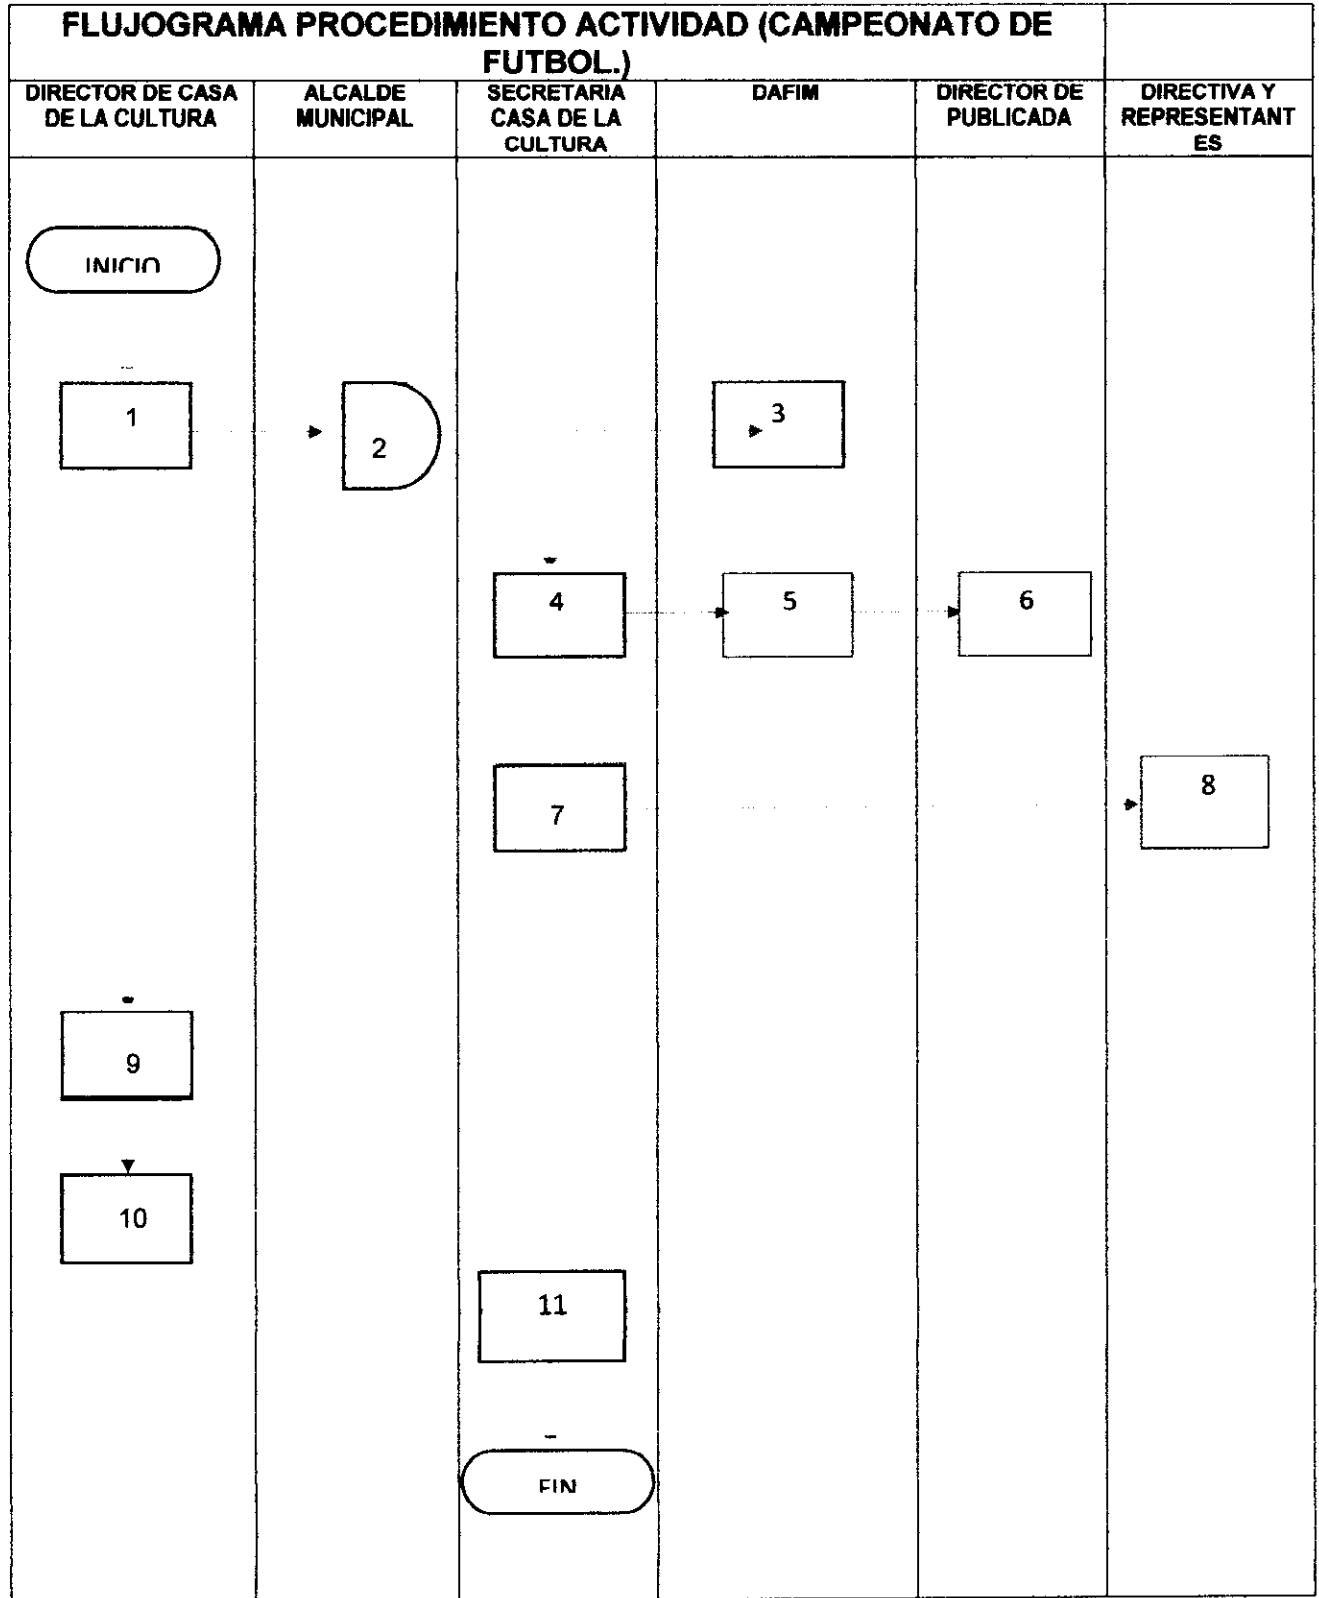 FLUJOGRAMA PROCEDIMIENTO ACTIVIDAD (CAMPEONATO DE
FUTBOL.)
DIRECTOR DE CASA
DE LA CULTURA
ALCALDE
MUNICIPAL
SECRETARIA
CASA DE LA
CULTURA
DAFIM
DIRECTOR DE
PUBLICADA
DIRECTIVA Y
REPRESENTANT
ES
INICIO
1
2
3
4
5
6
7
8
9
10
11
FIN